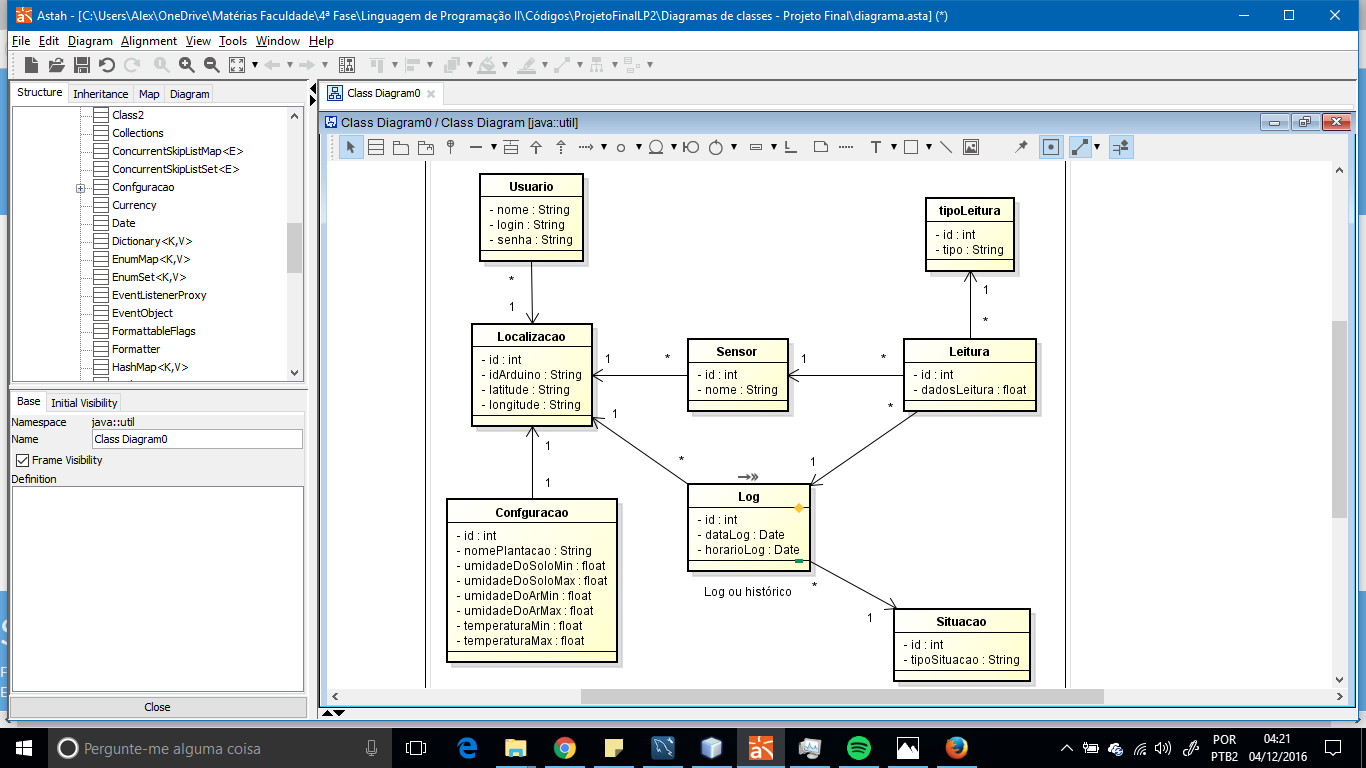 Astah - [C:\Users\Alex\OneDrive\Matérias Faculdade\4ª Fase\Linguagem de Programação II\Códigos\ProjetoFinalLP2\Diagramas de classes - Projeto Final\diagrama.asta] (*)
File Edit Diagram Alignment View Tools Window Help
Structure Inheritance Map Diagram
Class2
Collections
ConcurrentSkipListMap<E>
ConcurrentSkipListSet<E>
Confguracao
Currency
Date
Dictionary<K,V>
EnumMap<K,V>
EnumSet<K,V>
EventListenerProxy
EventObject
FormattableFlags
Formatter
HashMap<K,V>
Base Initial Visibility
Namespace java::util
Name Class Diagram0
Frame Visibility
Definition
Close
Class Diagram0
Class Diagram0 / Class Diagram [java::util]
T
Usuario
- nome : String
- login : String
- senha : String
*
1
tipoLeitura
- id : int
- tipo : String
1
*
Localizacao
- id : int
- idArduino : String
- latitude : String
- longitude : String
1
*
Sensor
- id : int
- nome : String
1
*
Leitura
- id : int
- dadosLeitura : float
1
*
*
1
1
1
Confguracao
- id : int
- nomePlantacao : String
- umidadeDoSoloMin : float
- umidadeDoSoloMax : float
- umidadeDoArMin : float
- umidadeDoArMax : float
- temperaturaMin : float
- temperaturaMax : float
Log
- id : int
- dataLog : Date
- horarioLog : Date
Log ou histórico
*
1
Situacao
- id : int
- tipoSituacao : String
Pergunte-me alguma coisa
POR
PTB2
04:21
04/12/2016